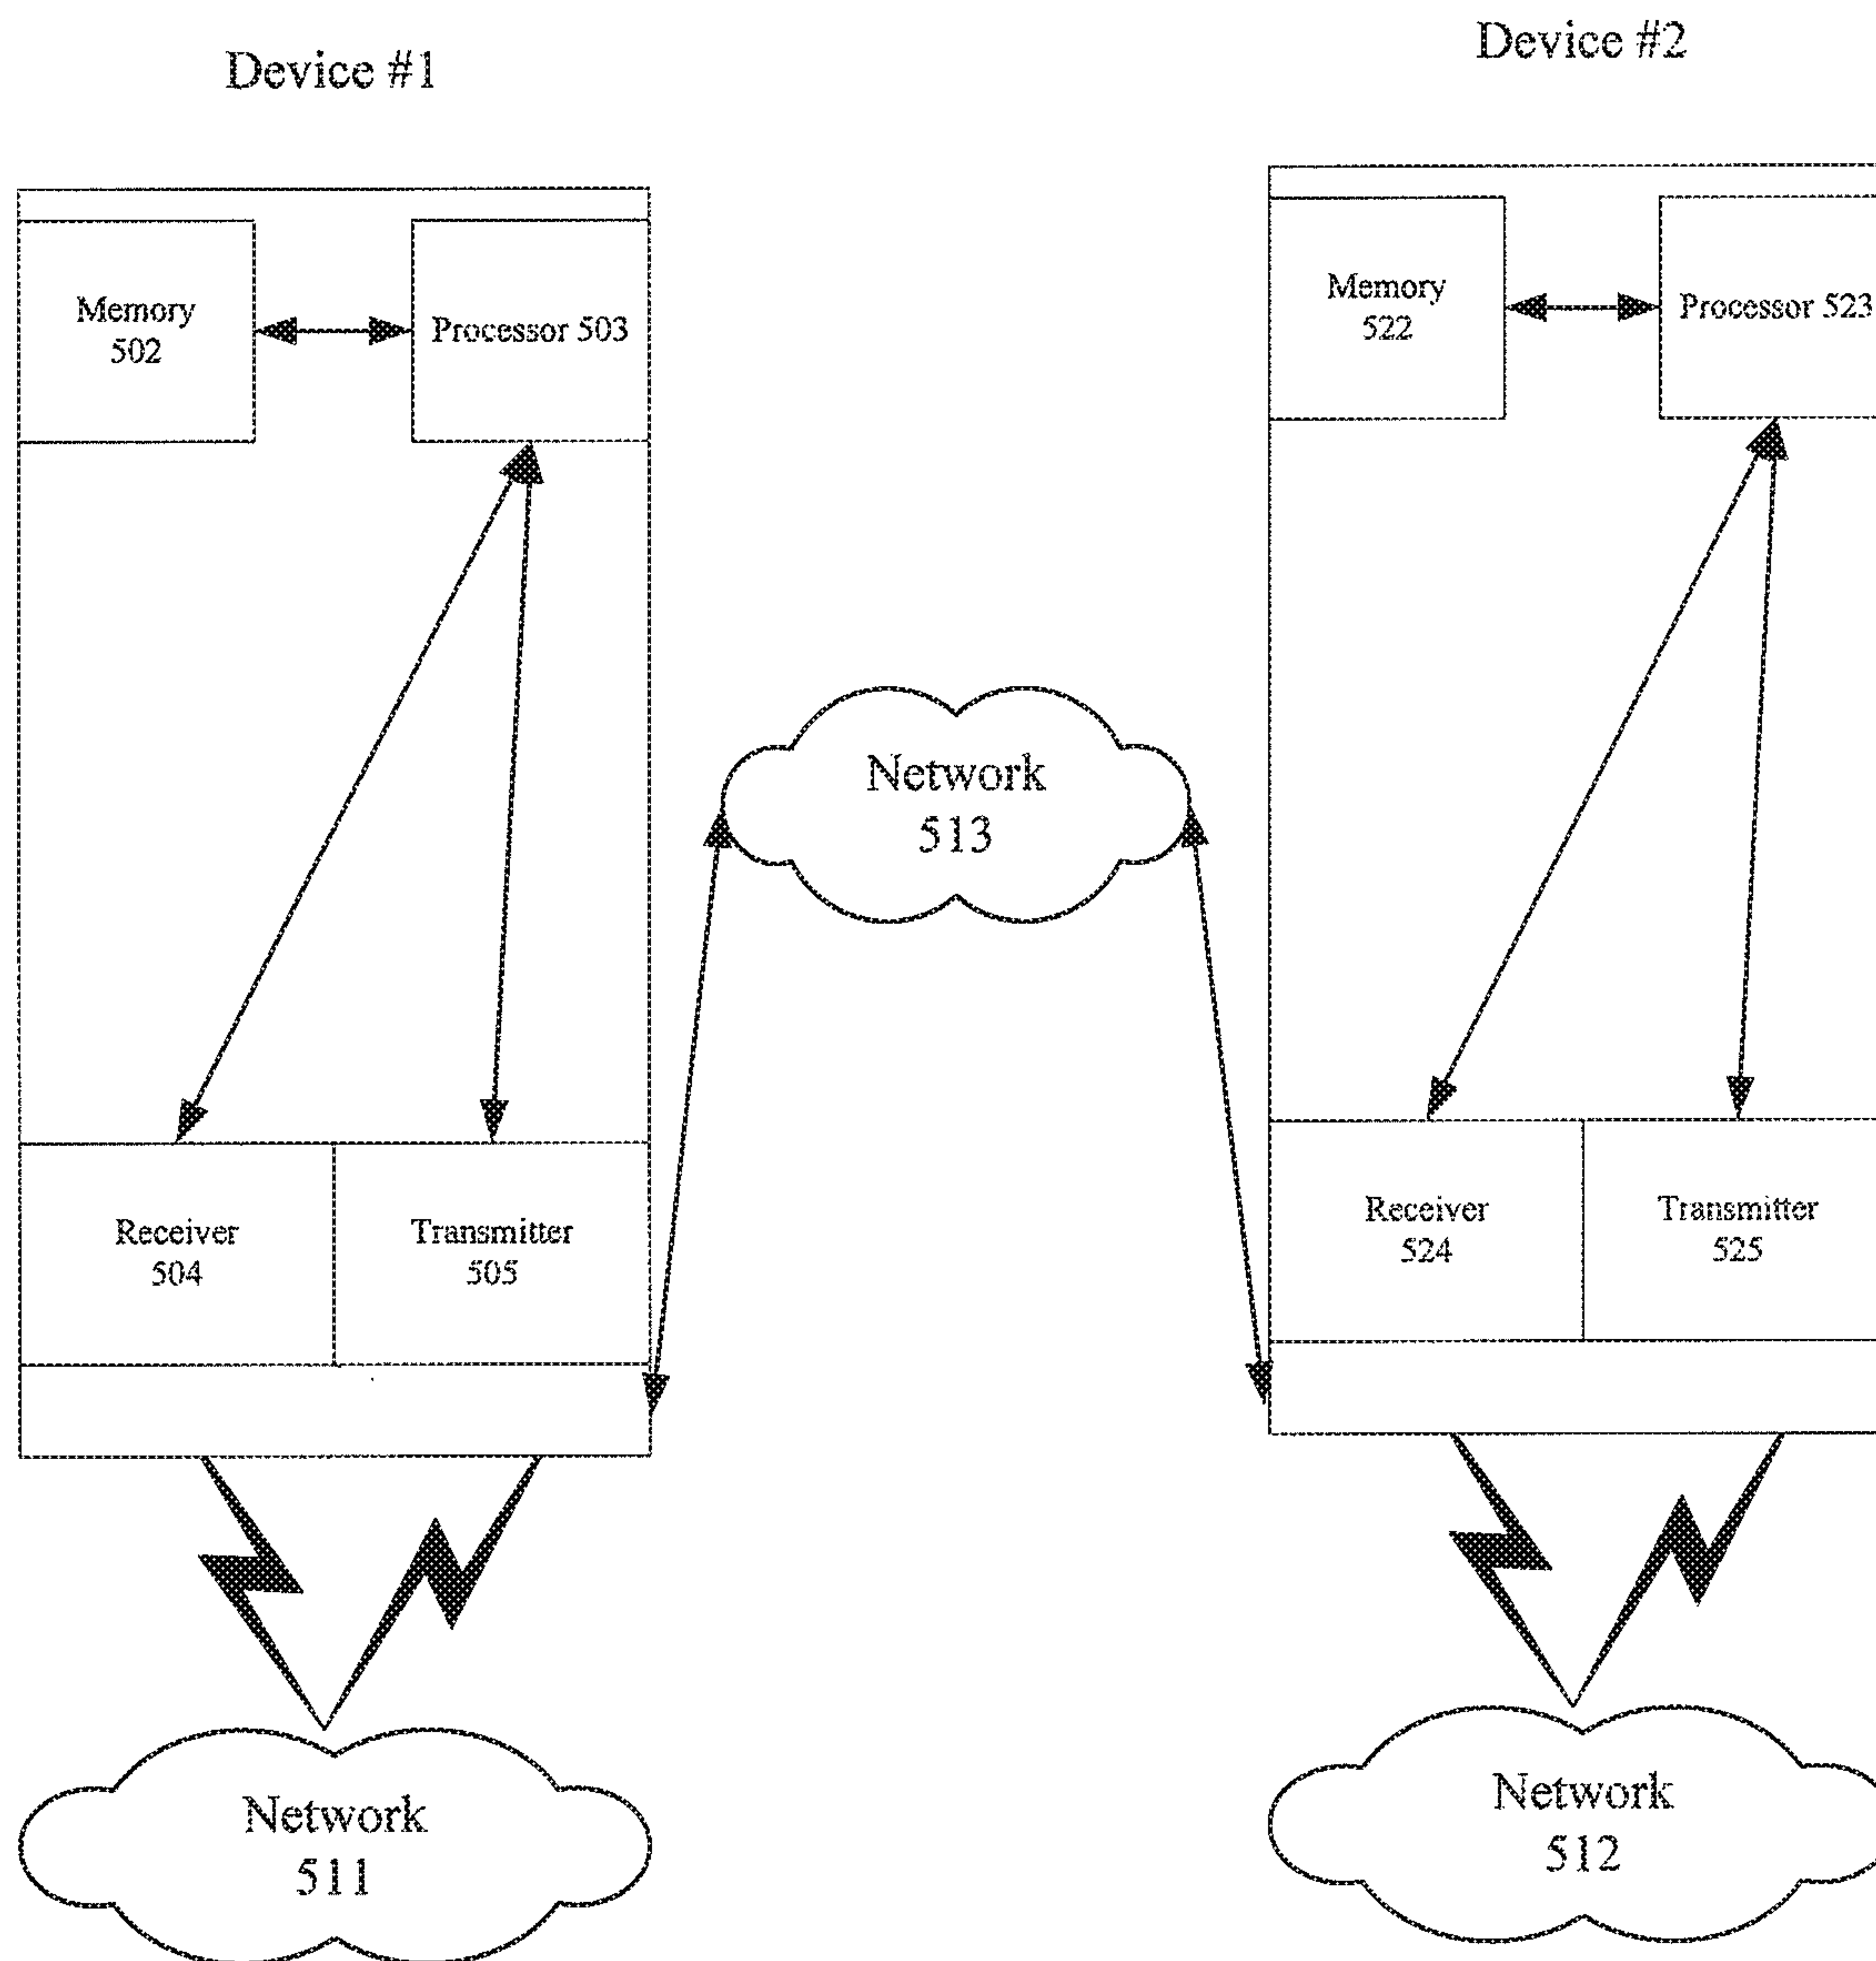 Device #1
Device #2
Memory
502
Processor 503
Memory
522
Processor 523
Network
513
Receiver
504
Transmitter
505
Receiver
524
Transmitter
525
Network
511
Network
512